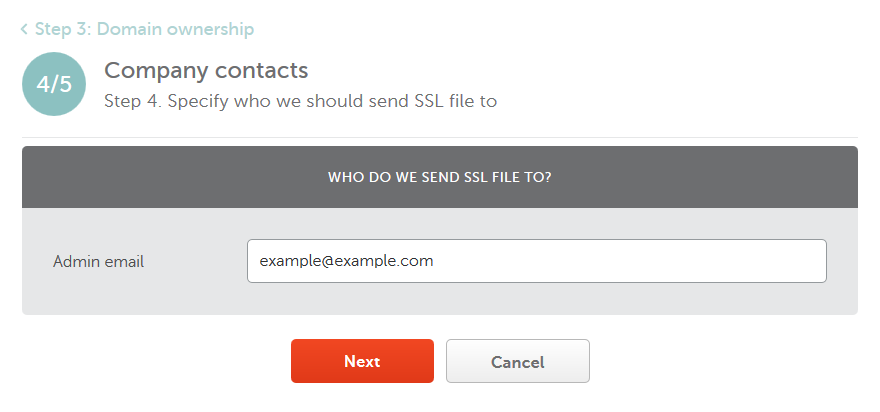 Step 3: Domain ownership
4/5
Company contacts
Step 4. Specify who we should send SSL file to
WHO DO WE SEND SSL FILE TO?
Admin email
example@example.com
Next
Cancel